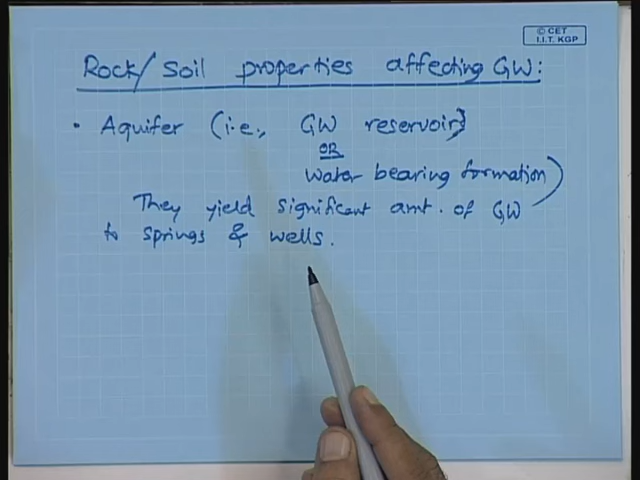 © CET
I.I.T. KGP
Rock/Soil properties affecting GW:
• Aquifer (i.e., GW reservoir}
OR
water bearing formation)
They yield significant amt. of GW
to springs & wells.